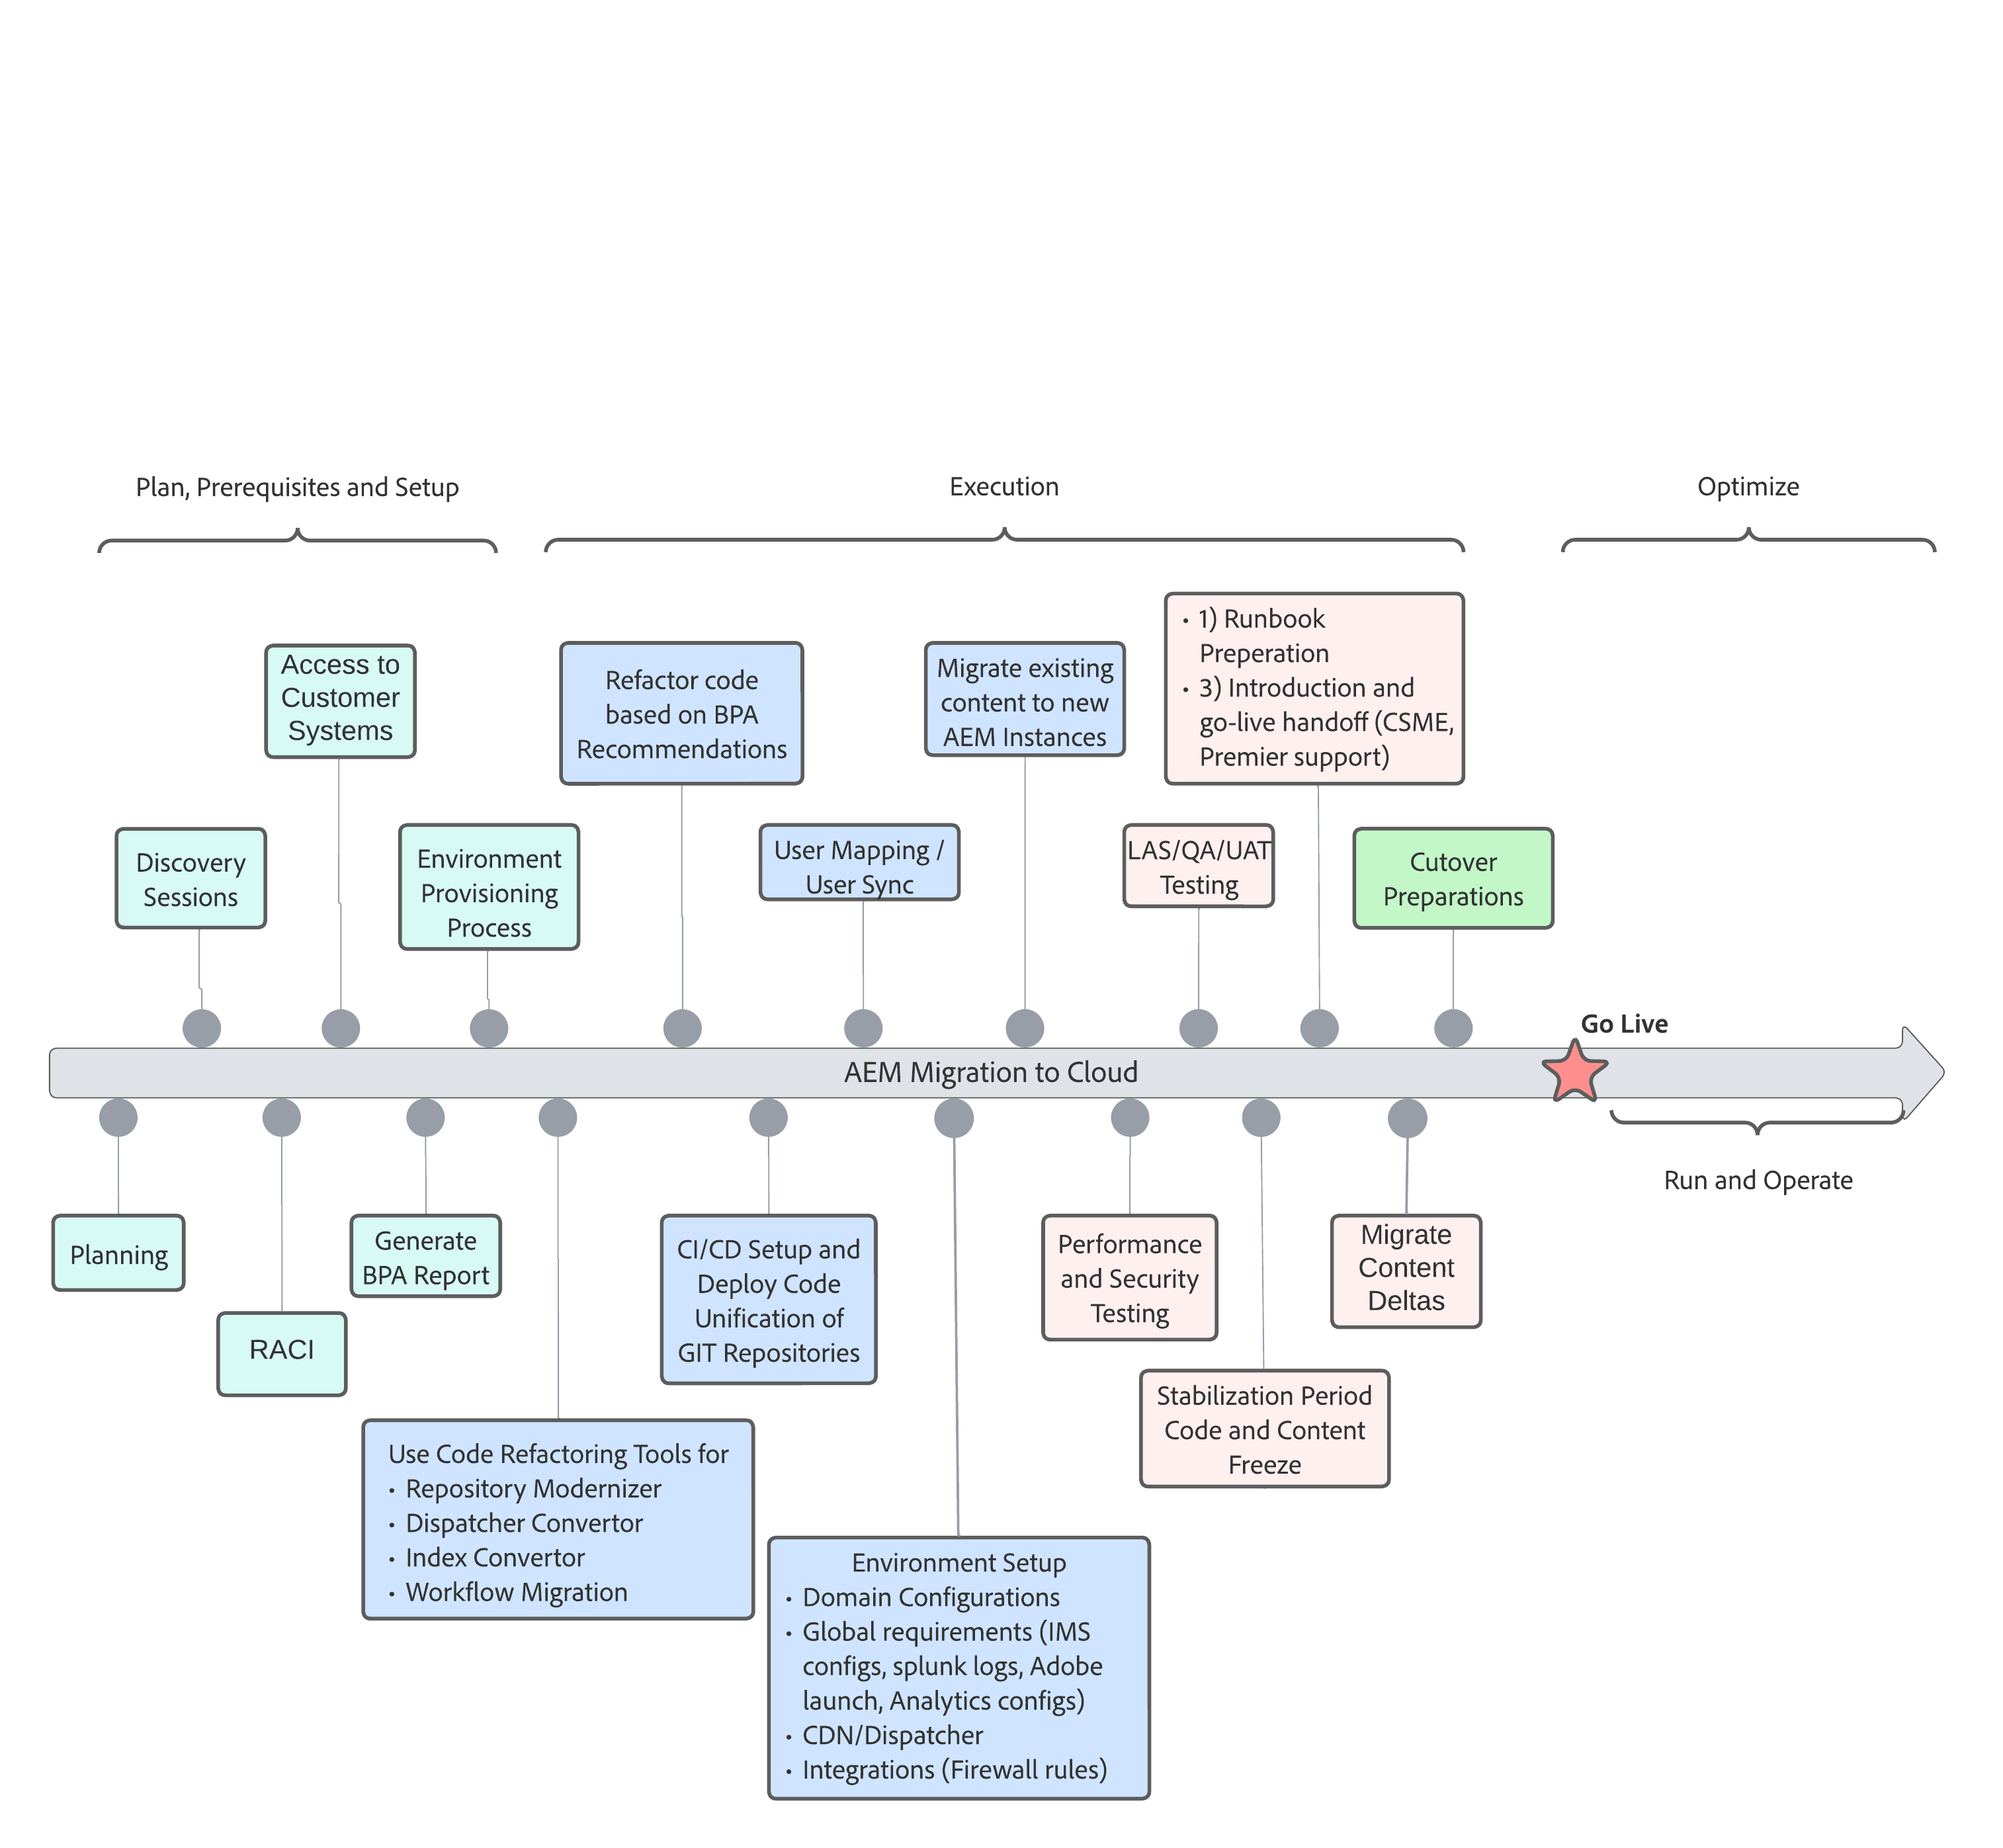 Plan, Prerequisites and Setup
Execution
Optimize
Access to
Customer
Systems
Refactor code
based on BPA
Recommendations
Migrate existing
content to new
AEM Instances
• 1) Runbook
Preperation
• 3) Introduction and
go-live handoff (CSME,
Premier support)
Discovery
Sessions
Environment
Provisioning
Process
User Mapping /
User Sync
LAS/QA/UAT
Testing
Cutover
Preparations
Go Live
AEM Migration to Cloud
Run and Operate
Planning
RACI
Generate
BPA Report
Use Code Refactoring Tools for
• Repository Modernizer
• Dispatcher Convertor
• Index Convertor
• Workflow Migration
CI/CD Setup and
Deploy Code
Unification of
GIT Repositories
Environment Setup
• Domain Configurations
• Global requirements (IMS
configs, splunk logs, Adobe
launch, Analytics configs)
• CDN/Dispatcher
• Integrations (Firewall rules)
Performance
and Security
Testing
Stabilization Period
Code and Content
Freeze
Migrate
Content
Deltas